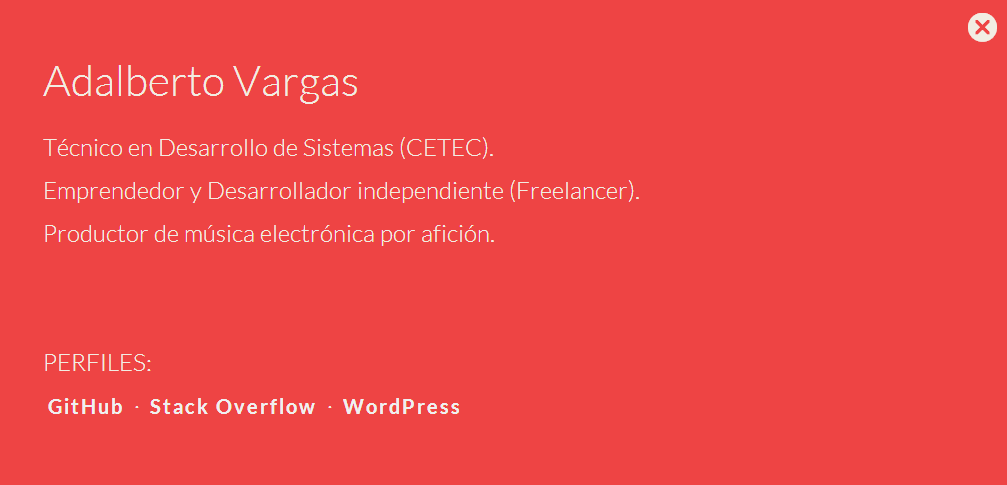 Adalberto Vargas
Técnico en Desarrollo de Sistemas (CETEC).
Emprendedor y Desarrollador independiente (Freelancer).
Productor de música electrónica por afición.
PERFILES:
GitHub · Stack Overflow · WordPress